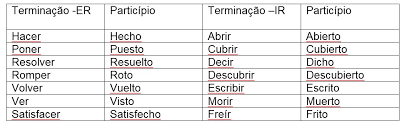 Terminação -ER Particípio Terminação –IR Particípio
Hacer Hecho Abrir Abierto
Poner Puesto Cubrir Cubierto
Resolver Resuelto Decir Dicho
Romper Roto Descubrir Descubierto
Volver Vuelto Escribir Escrito
Ver Visto Morir Muerto
Satisfacer Satisfecho Freír Frito